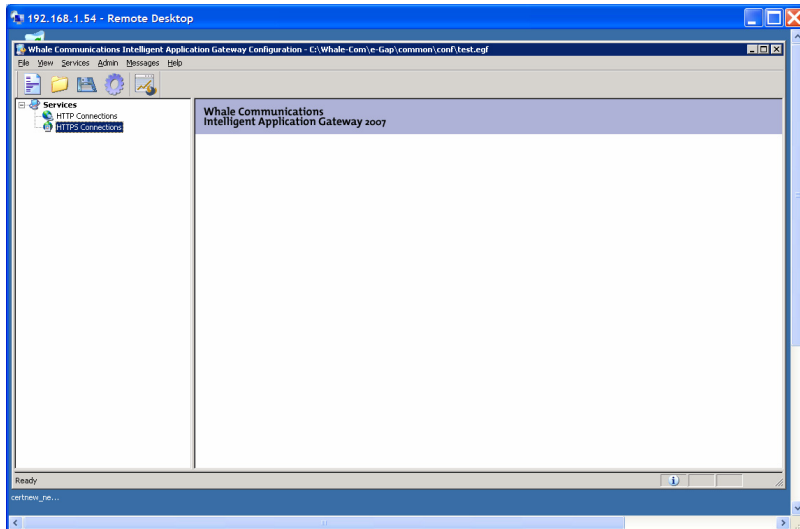 192.168.1.54 - Remote Desktop
Whale Communications Intelligent Application Gateway Configuration - C:\Whale-Com\e-Gap\common\conf\test.egf
File View Services Admin Messages Help
Services
HTTP Connections
HTTPS Connections
Whale Communications
Intelligent Application Gateway 2007
Ready
certnew_ne...